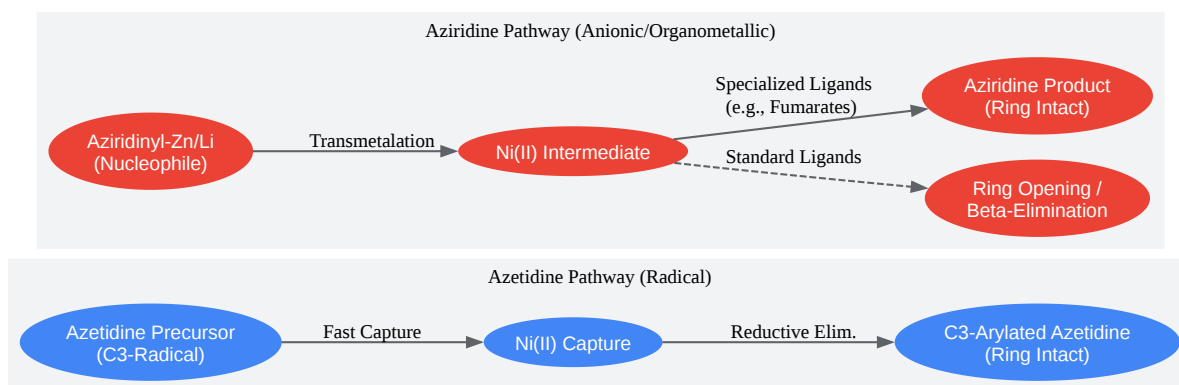 Aziridine Pathway (Anionic/Organometallic)
Aziridinyl-Zn/Li
(Nucleophile)
Transmetalation
Ni(II) Intermediate
Specialized Ligands
(e.g., Fumarates)
Aziridine Product
(Ring Intact)
Standard Ligands
Ring Opening /
Beta-Elimination
Azetidine Pathway (Radical)
Azetidine Precursor
(C3-Radical)
Fast Capture
Ni(II) Capture
Reductive Elim.
C3-Arylated Azetidine
(Ring Intact)